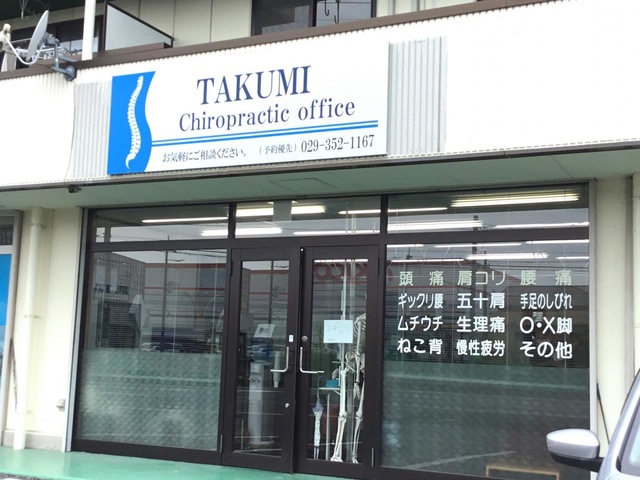 TAKUMI
Chiropractic office
お気軽にご相談ください。 (予約優先) 029-352-1167
頭痛 肩コリ 腰痛
ギックリ腰 五十肩 手足のしびれ
ムチウチ 生理痛 O・X脚
ねこ背 慢性疲労 その他